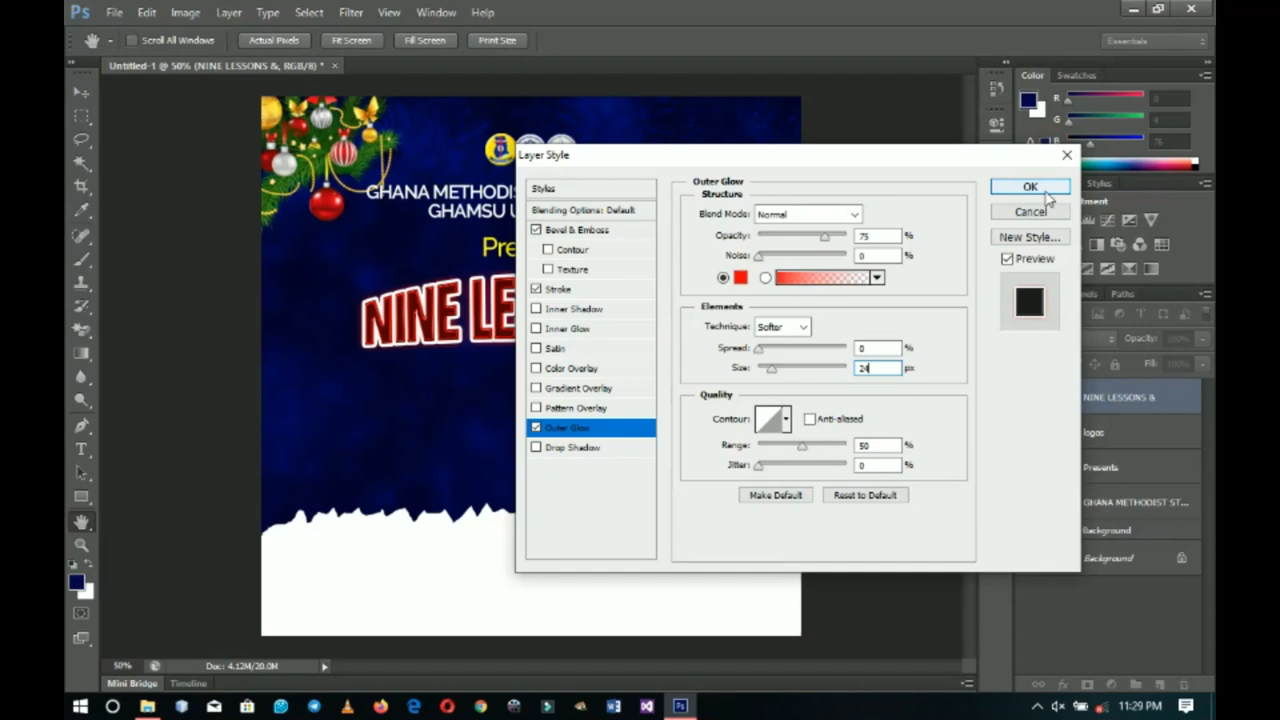 Ps File Edit Image Layer Type Select Filter View Window Help
Scroll All Windows Actual Pixels Fit Screen Fill Screen Print Size Essentials
Untitled-1 @ 50% (NINE LESSONS &, RGB/8) * ×
Color Swatches
R
G
B
Styles
GHANA METHODIS
GHAMSU U
Pre
NINE LE
Layer Style
Styles
Blending Options: Default
Bevel & Emboss
Contour
Texture
Stroke
Inner Shadow
Inner Glow
Satin
Color Overlay
Gradient Overlay
Pattern Overlay
Outer Glow
Drop Shadow
Outer Glow
Structure
Blend Mode: Normal
Opacity: 75 %
Noise: 0 %
Elements
Technique: Softer
Spread: 0 %
Size: 24 px
Quality
Contour: Anti-aliased
Range: 50 %
Jitter: 0 %
Make Default Reset to Default
OK
Cancel
New Style...
Preview
Paths
Opacity: 100%
Fill: 100%
NINE LESSONS &
logos
Presents
GHANA METHODIST ST...
Background
Background
50% Doc: 4.12M/20.0M
Mini Bridge Timeline
11:29 PM